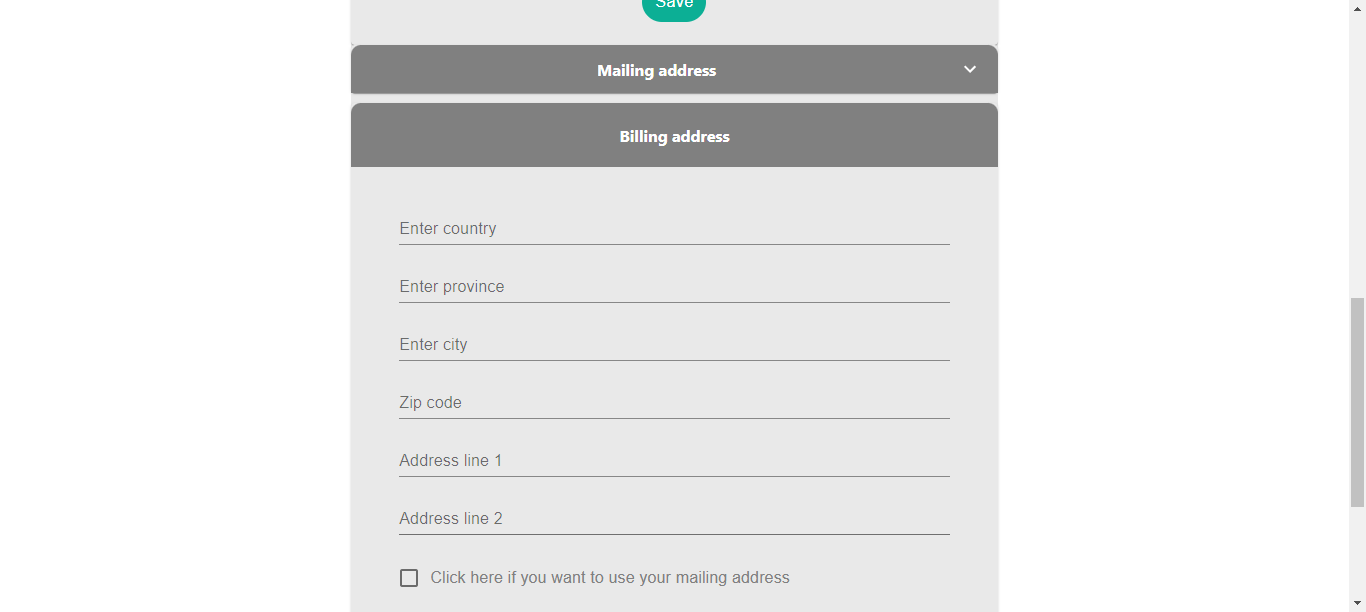 Save
Mailing address
Billing address
Enter country
Enter province
Enter city
Zip code
Address line 1
Address line 2
Click here if you want to use your mailing address